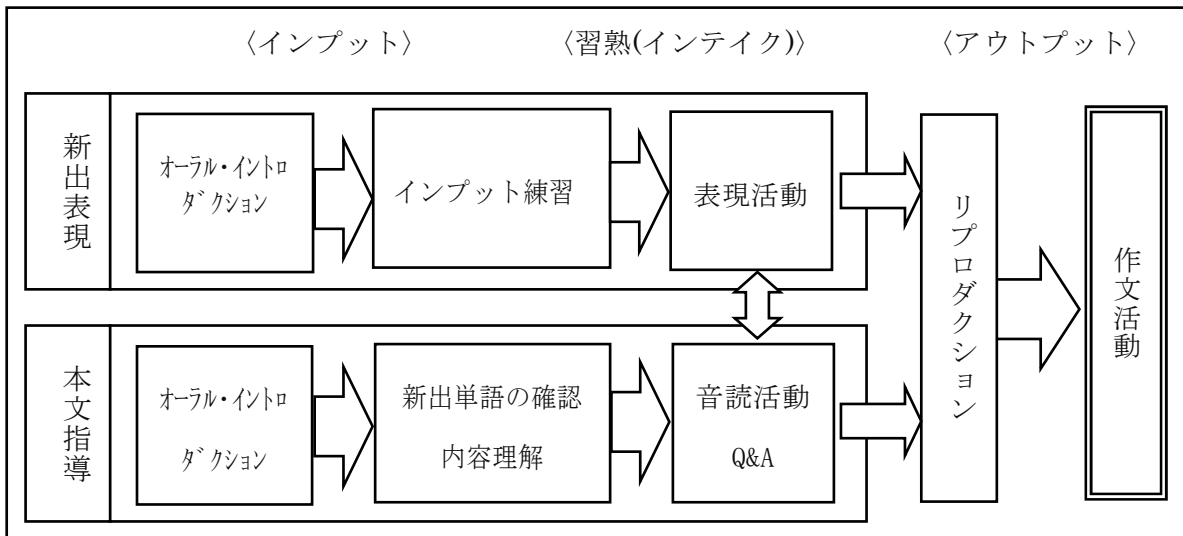 〈インプット〉
〈習熟(インテイク)〉
〈アウトプット〉
新出表現
オーラル・イントロ
ダクション
インプット練習
表現活動
本文指導
オーラル・イントロ
ダクション
新出単語の確認
内容理解
音読活動
Q&A
リプロダクション
作文活動